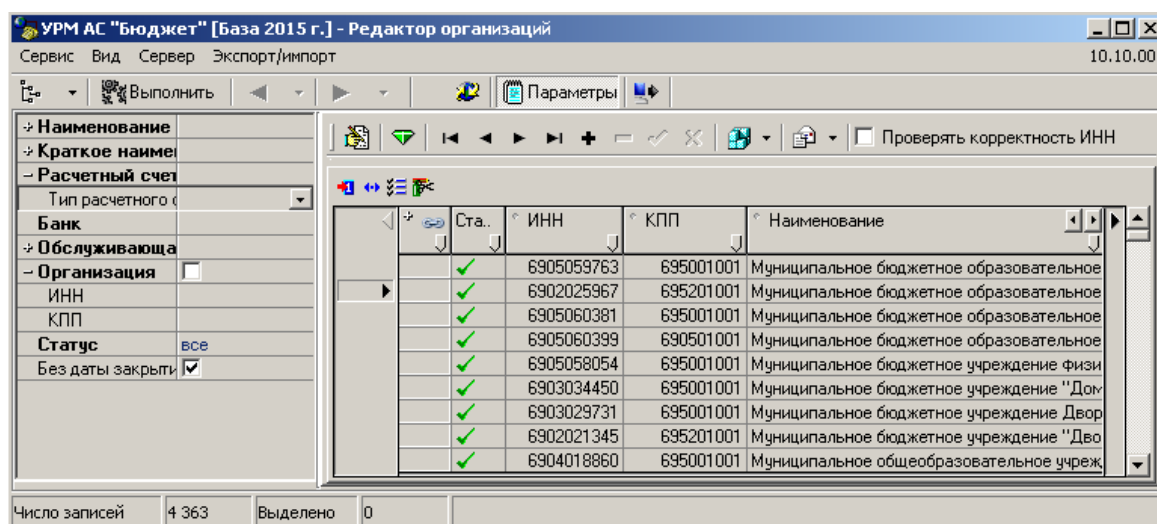 УРМ АС "Бюджет" [База 2015 г.] - Редактор организаций
Сервис Вид Сервер Экспорт/импорт 10.10.00
Выполнить Параметры
Проверять корректность ИНН
Наименование
Краткое наиме
Расчетный счет
Тип расчетного
Банк
Обслуживающа
Организация
ИНН
КПП
Статус все
Без даты закрыти
Ста.. ИНН КПП Наименование
6905059763 695001001 Муниципальное бюджетное образовательное
6902025967 695201001 Муниципальное бюджетное образовательное
6905060381 695001001 Муниципальное бюджетное образовательное
6905060399 690501001 Муниципальное бюджетное образовательное
6905058054 695001001 Муниципальное бюджетное учреждение физи
6903034450 695001001 Муниципальное бюджетное учреждение "Дом
6903029731 695001001 Муниципальное бюджетное учреждение Двор
6902021345 695201001 Муниципальное бюджетное учреждение "Дво
6904018860 695001001 Муниципальное общеобразовательное учреж
Число записей 4 363 Выделено 0